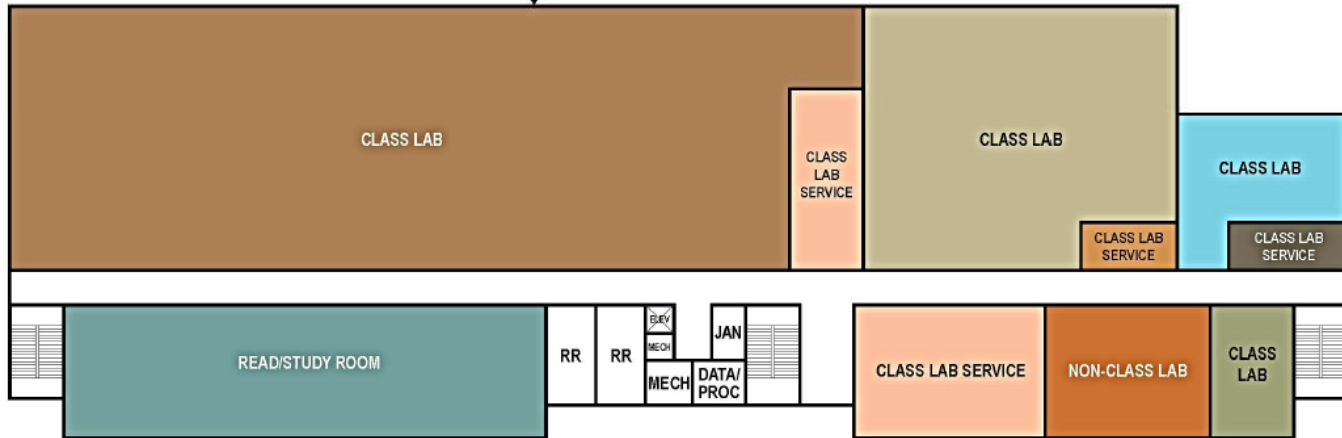 CLASS LAB
CLASS
LAB
SERVICE
CLASS LAB
CLASS LAB
SERVICE
CLASS LAB
CLASS LAB
SERVICE
READ/STUDY ROOM
RR
RR
ELEV
MECH
MECH
JAN
DATA/
PROC
CLASS LAB SERVICE
NON-CLASS LAB
CLASS
LAB